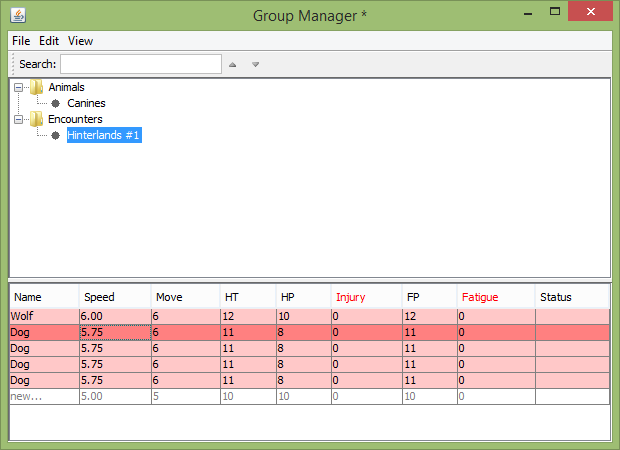 Group Manager *
File Edit View
Search:
Animals
Canines
Encounters
Hinterlands #1
Name Speed Move HT HP Injury FP Fatigue Status
Wolf 6.00 6 12 10 0 12 0
Dog 5.75 6 11 8 0 11 0
Dog 5.75 6 11 8 0 11 0
Dog 5.75 6 11 8 0 11 0
Dog 5.75 6 11 8 0 11 0
new... 5.00 5 10 10 0 10 0